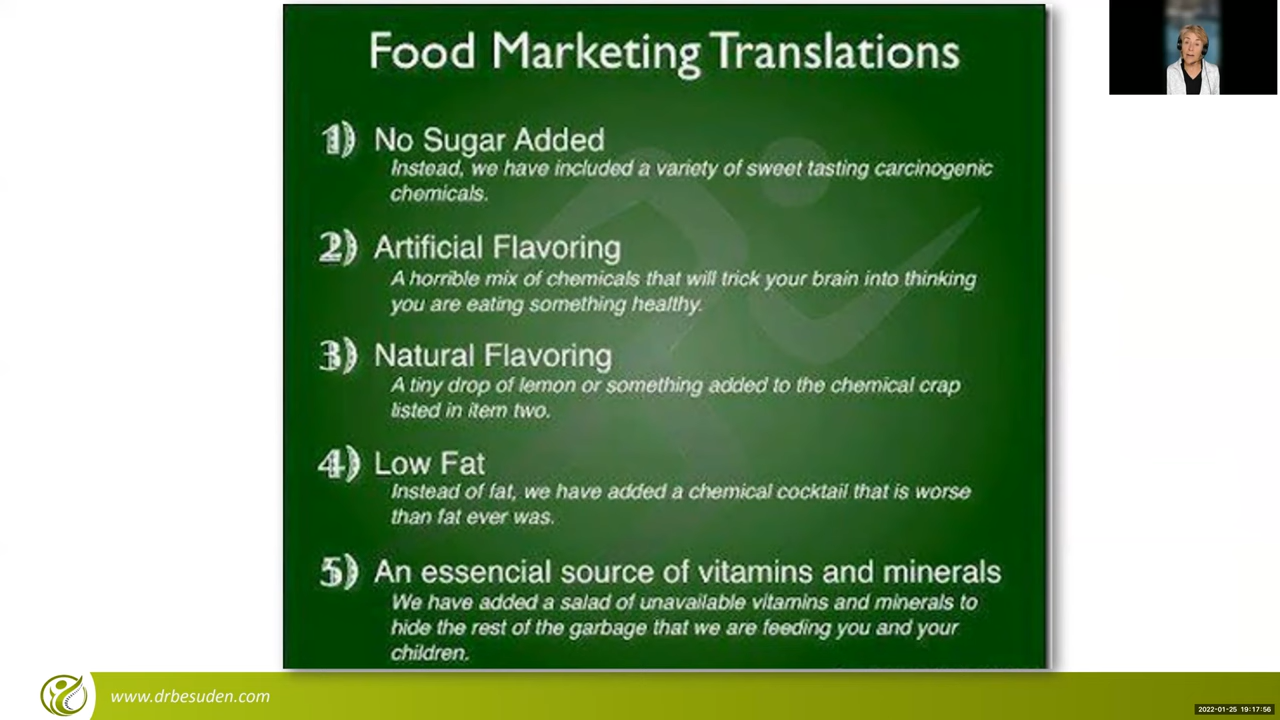 Food Marketing Translations
1) No Sugar Added
Instead, we have included a variety of sweet tasting carcinogenic
chemicals.
2) Artificial Flavoring
A horrible mix of chemicals that will trick your brain into thinking
you are eating something healthy.
3) Natural Flavoring
A tiny drop of lemon or something added to the chemical crap
listed in item two.
4) Low Fat
Instead of fat, we have added a chemical cocktail that is worse
than fat ever was.
5) An essencial source of vitamins and minerals
We have added a salad of unavailable vitamins and minerals to
hide the rest of the garbage that we are feeding you and your
children.
www.drbesuden.com
2022-01-25 19:17:56